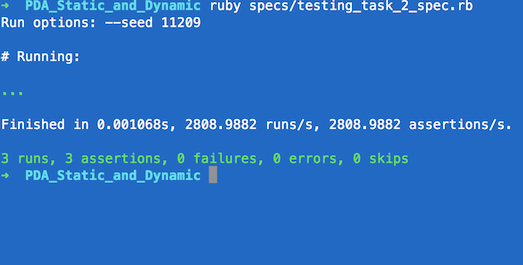 ➜ PDA_Static_and_Dynamic ruby specs/testing_task_2_spec.rb
Run options: --seed 11209
# Running:
...
Finished in 0.001068s, 2808.9882 runs/s, 2808.9882 assertions/s.
3 runs, 3 assertions, 0 failures, 0 errors, 0 skips
➜ PDA_Static_and_Dynamic